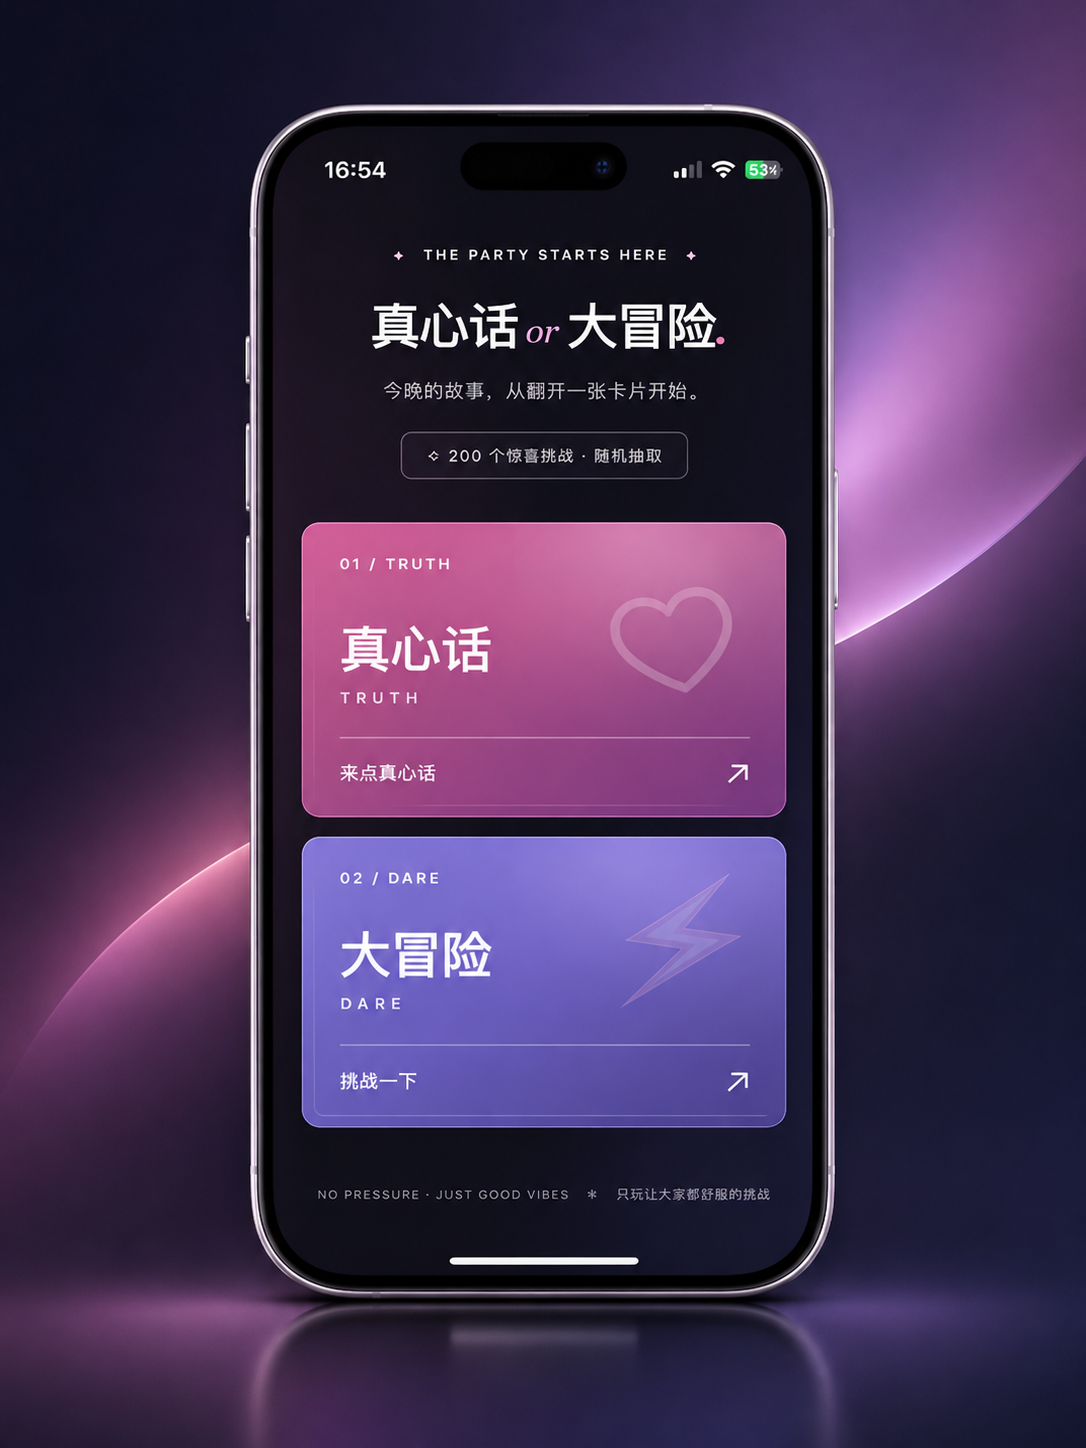 16:54
53
✦ THE PARTY STARTS HERE ✦
真心话 or 大冒险.
今晚的故事，从翻开一张卡片开始。
✧ 200 个惊喜挑战 · 随机抽取
01 / TRUTH
真心话
TRUTH
来点真心话
02 / DARE
大冒险
DARE
挑战一下
NO PRESSURE · JUST GOOD VIBES * 只玩让大家都舒服的挑战